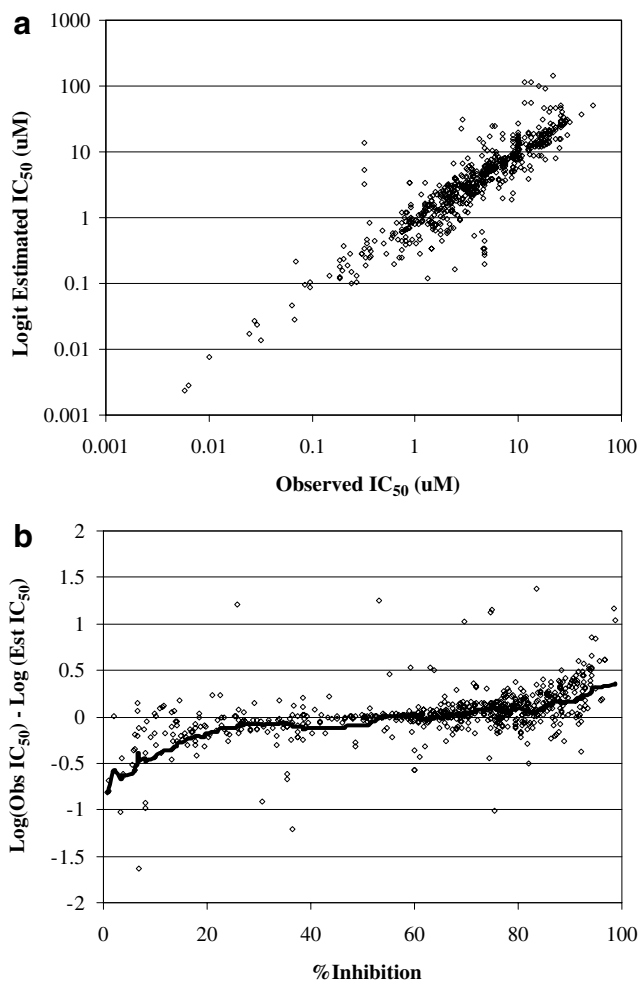 a
1000
100
10
1
0.1
0.01
0.001
Logit Estimated IC50 (uM)
0.001 0.01 0.1 1 10 100
Observed IC50 (uM)
b
2
1.5
1
0.5
0
-0.5
-1
-1.5
-2
Log(Obs IC50) - Log (Est IC50)
0 20 40 60 80 100
%Inhibition